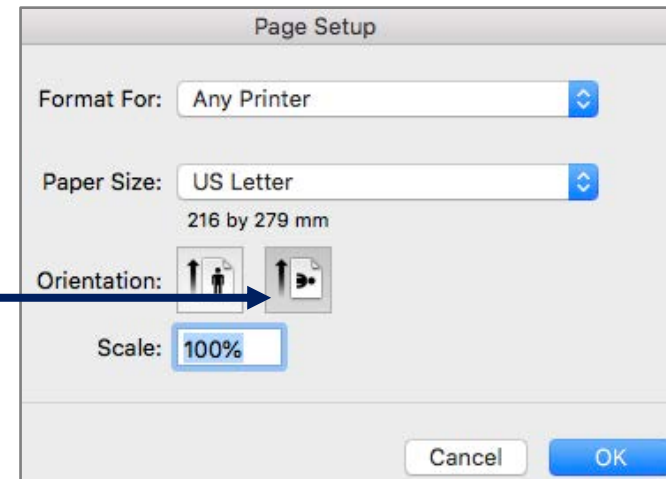 Page Setup
Format For: Any Printer
Paper Size: US Letter
216 by 279 mm
Orientation:
Scale: 100%
Cancel OK